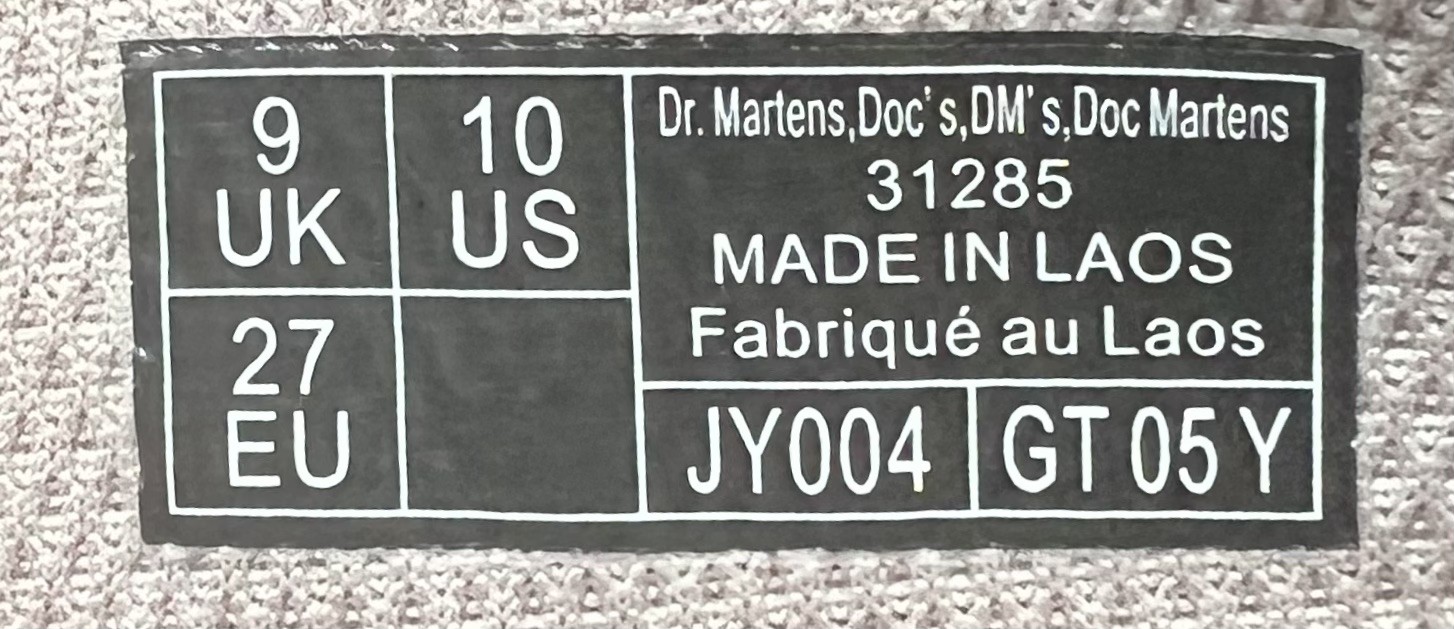 9
UK
10
US
27
EU
Dr. Martens,Doc's,DM's,Doc Martens
31285
MADE IN LAOS
Fabriqué au Laos
JY004
GT 05 Y